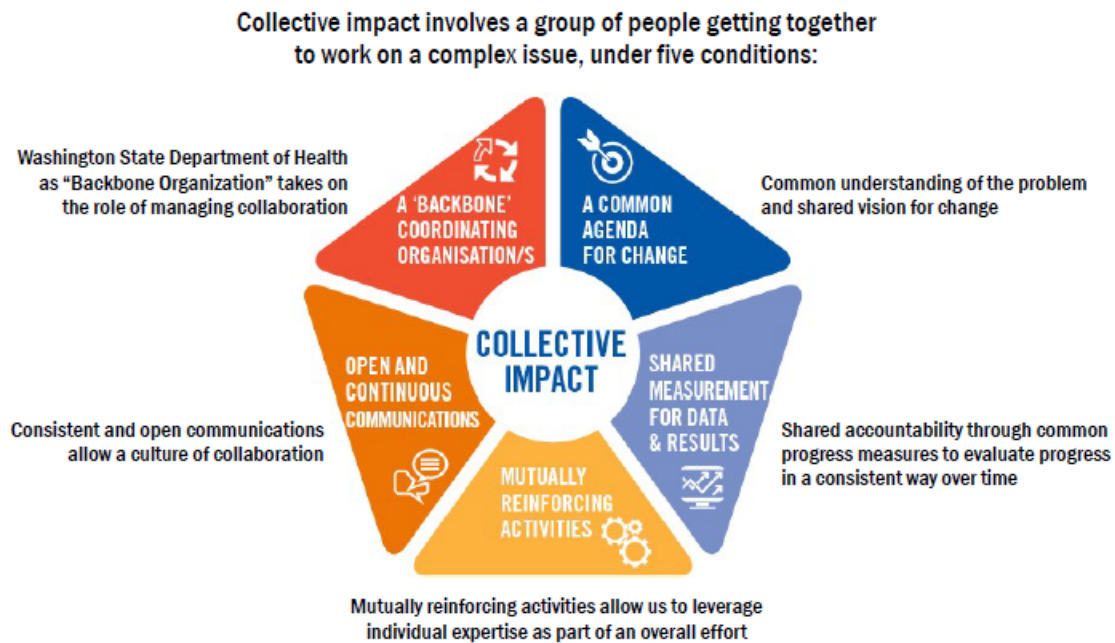 Collective impact involves a group of people getting together
to work on a complex issue, under five conditions:
Washington State Department of Health
as “Backbone Organization” takes on
the role of managing collaboration
A ‘BACKBONE’
COORDINATING
ORGANISATION/S
A COMMON
AGENDA
FOR CHANGE
Common understanding of the problem
and shared vision for change
COLLECTIVE
IMPACT
OPEN AND
CONTINUOUS
COMMUNICATIONS
SHARED
MEASUREMENT
FOR DATA
& RESULTS
Consistent and open communications
allow a culture of collaboration
Shared accountability through common
progress measures to evaluate progress
in a consistent way over time
MUTUALLY
REINFORCING
ACTIVITIES
Mutually reinforcing activities allow us to leverage
individual expertise as part of an overall effort